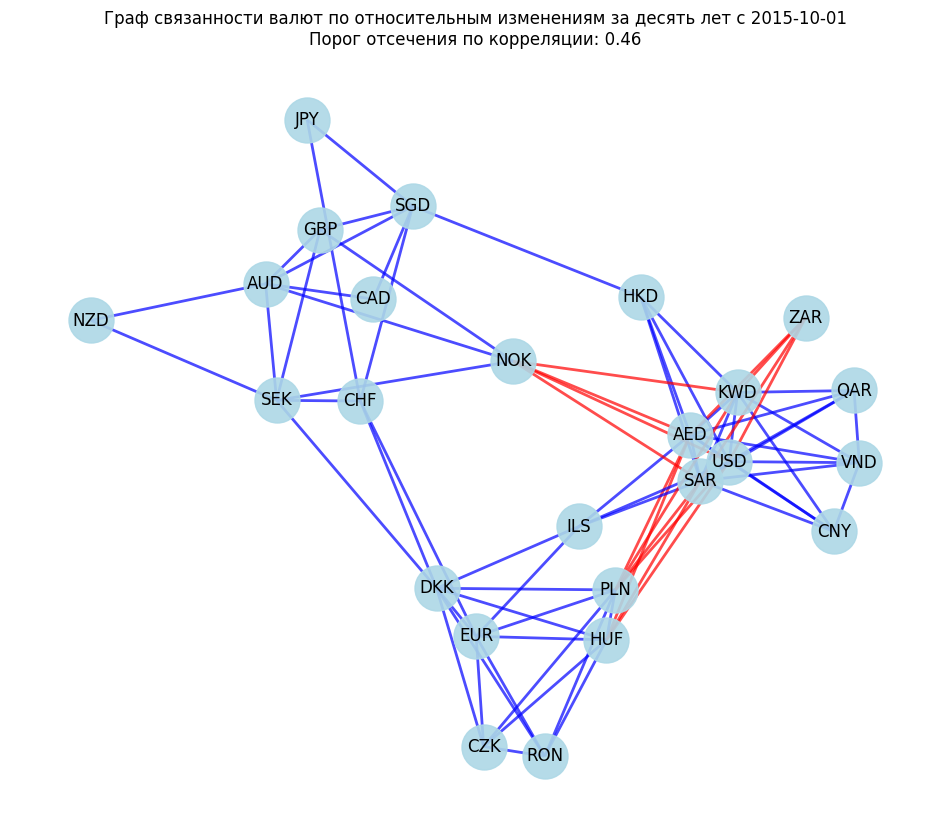 Граф связанности валют по относительным изменениям за десять лет с 2015-10-01
Порог отсечения по корреляции: 0.46
JPY
SGD
GBP
AUD
CAD
HKD
NZD
ZAR
NOK
KWD
QAR
SEK
CHF
AED
USD
VND
SAR
ILS
CNY
DKK
PLN
EUR
HUF
CZK
RON